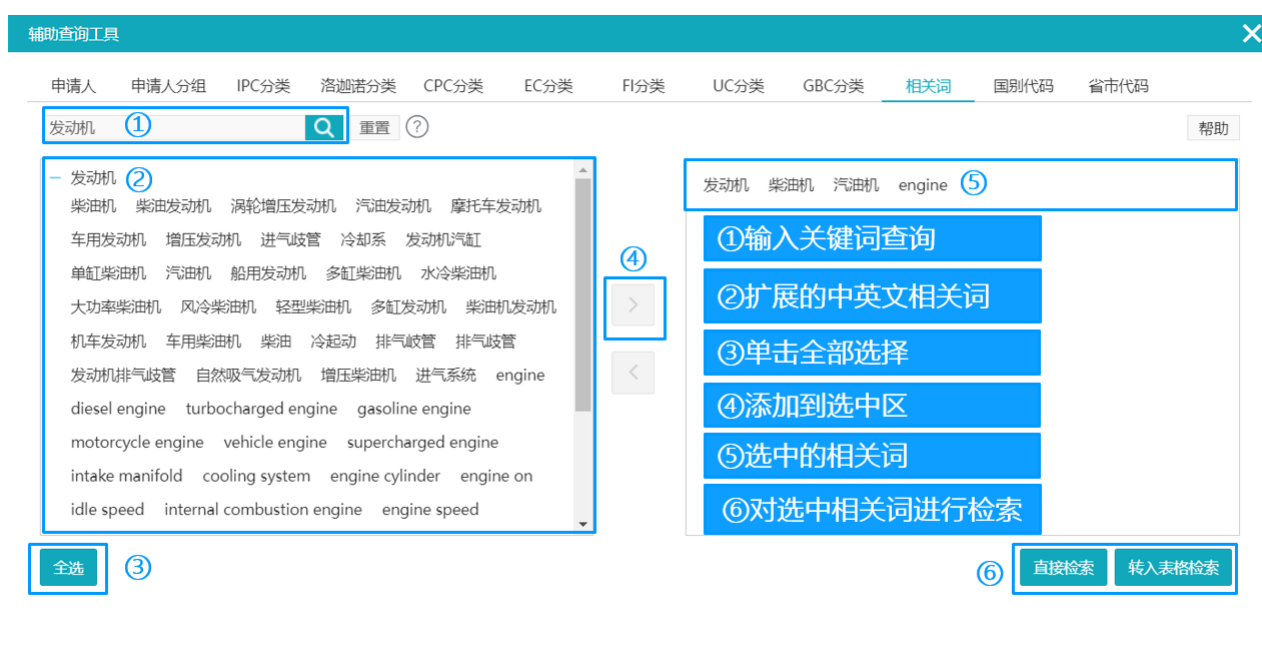 辅助查询工具
申请人 申请人分组 IPC分类 洛迦诺分类 CPC分类 EC分类 FI分类 UC分类 GBC分类 相关词 国别代码 省市代码
发动机 ① 重置 ? 帮助
发动机 ②
柴油机 柴油发动机 涡轮增压发动机 汽油发动机 摩托车发动机
车用发动机 增压发动机 进气歧管 冷却系 发动机汽缸
单缸柴油机 汽油机 船用发动机 多缸柴油机 水冷柴油机
大功率柴油机 风冷柴油机 轻型柴油机 多缸发动机 柴油机发动机
机车发动机 车用柴油机 柴油 冷起动 排气岐管 排气歧管
发动机排气歧管 自然吸气发动机 增压柴油机 进气系统 engine
diesel engine turbocharged engine gasoline engine
motorcycle engine vehicle engine supercharged engine
intake manifold cooling system engine cylinder engine on
idle speed internal combustion engine engine speed
全选 ③
④
发动机 柴油机 汽油机 engine ⑤
①输入关键词查询
②扩展的中英文相关词
③单击全部选择
④添加到选中区
⑤选中的相关词
⑥对选中相关词进行检索
⑥ 直接检索 转入表格检索